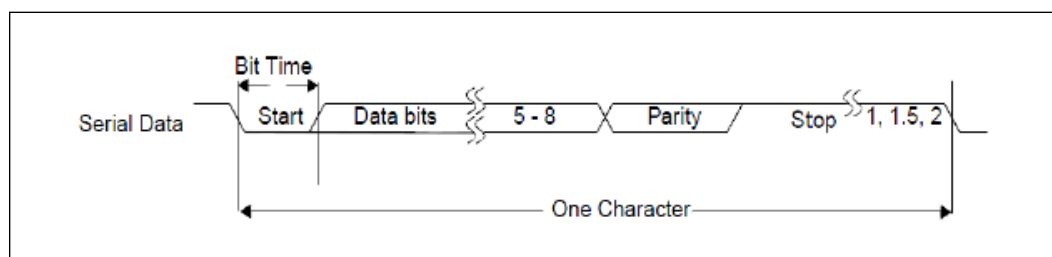 Bit Time
Serial Data Start Data bits 5 - 8 Parity Stop 1, 1.5, 2
One Character